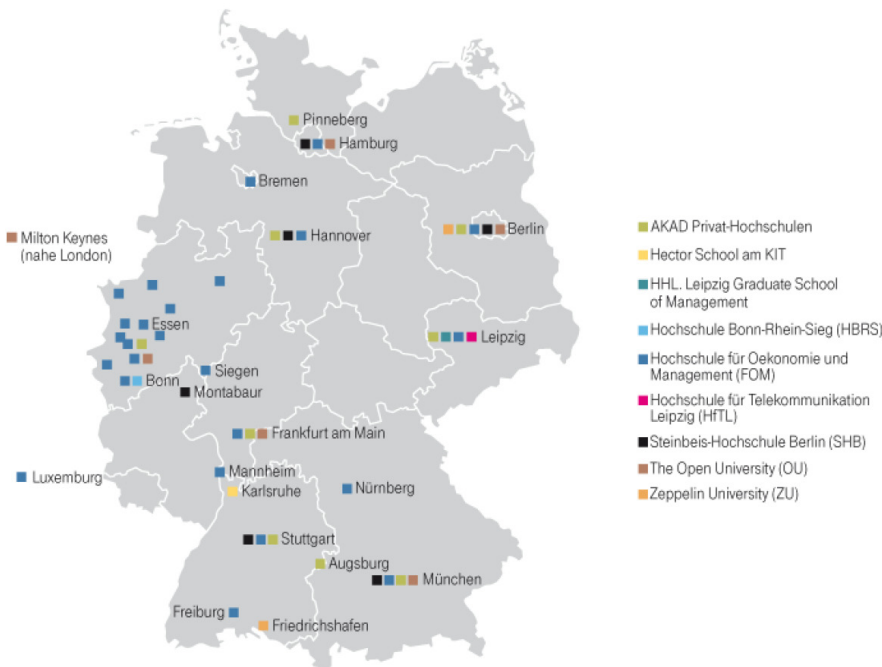 Pinneberg
Hamburg
Bremen
Hannover
Berlin
Milton Keynes
(nahe London)
Essen
Leipzig
Siegen
Bonn
Montabaur
Frankfurt am Main
Mannheim
Luxemburg
Karlsruhe
Nürnberg
Stuttgart
Augsburg
München
Freiburg
Friedrichshafen
AKAD Privat-Hochschulen
Hector School am KIT
HHL. Leipzig Graduate School
of Management
Hochschule Bonn-Rhein-Sieg (HBRS)
Hochschule für Oekonomie und
Management (FOM)
Hochschule für Telekommunikation
Leipzig (HfTL)
Steinbeis-Hochschule Berlin (SHB)
The Open University (OU)
Zeppelin University (ZU)